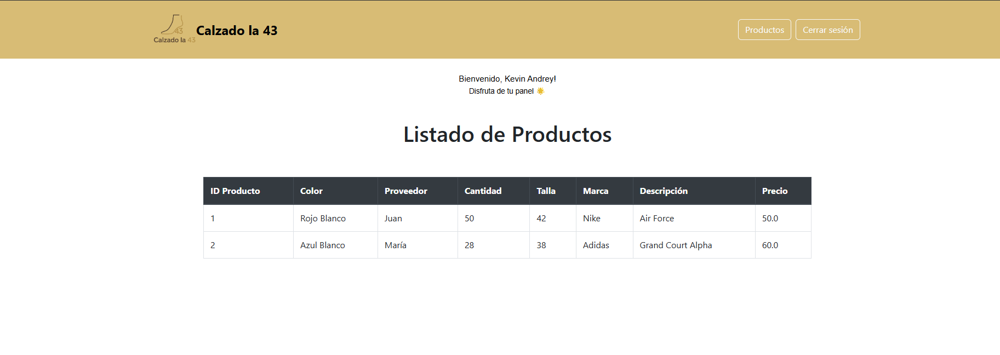 43
Calzado la 43
Calzado la 43
Productos
Cerrar sesión
Bienvenido, Kevin Andrey!
Disfruta de tu panel 🌟
Listado de Productos
ID Producto Color Proveedor Cantidad Talla Marca Descripción Precio
1 Rojo Blanco Juan 50 42 Nike Air Force 50.0
2 Azul Blanco María 28 38 Adidas Grand Court Alpha 60.0